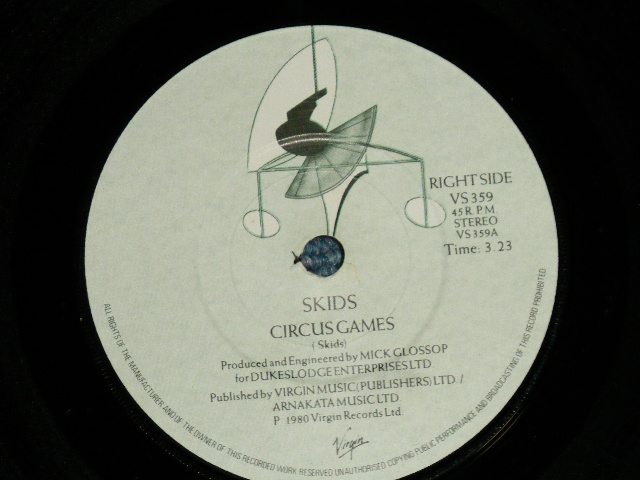 RIGHT SIDE
VS 359
45 R.P.M.
STEREO
VS 359A
Time: 3.23
SKIDS
CIRCUS GAMES
(Skids)
Produced and Engineered by MICK GLOSSOP
for DUKESLODGE ENTERPRISES LTD
Published by VIRGIN MUSIC (PUBLISHERS) LTD. /
ARNAKATA MUSIC LTD
P 1980 Virgin Records Ltd.
Virgin
ALL RIGHTS OF THE MANUFACTURER AND OF THE OWNER OF THIS RECORDED WORK RESERVED UNAUTHORISED COPYING PUBLIC PERFORMANCE AND BROADCASTING OF THIS RECORD PROHIBITED